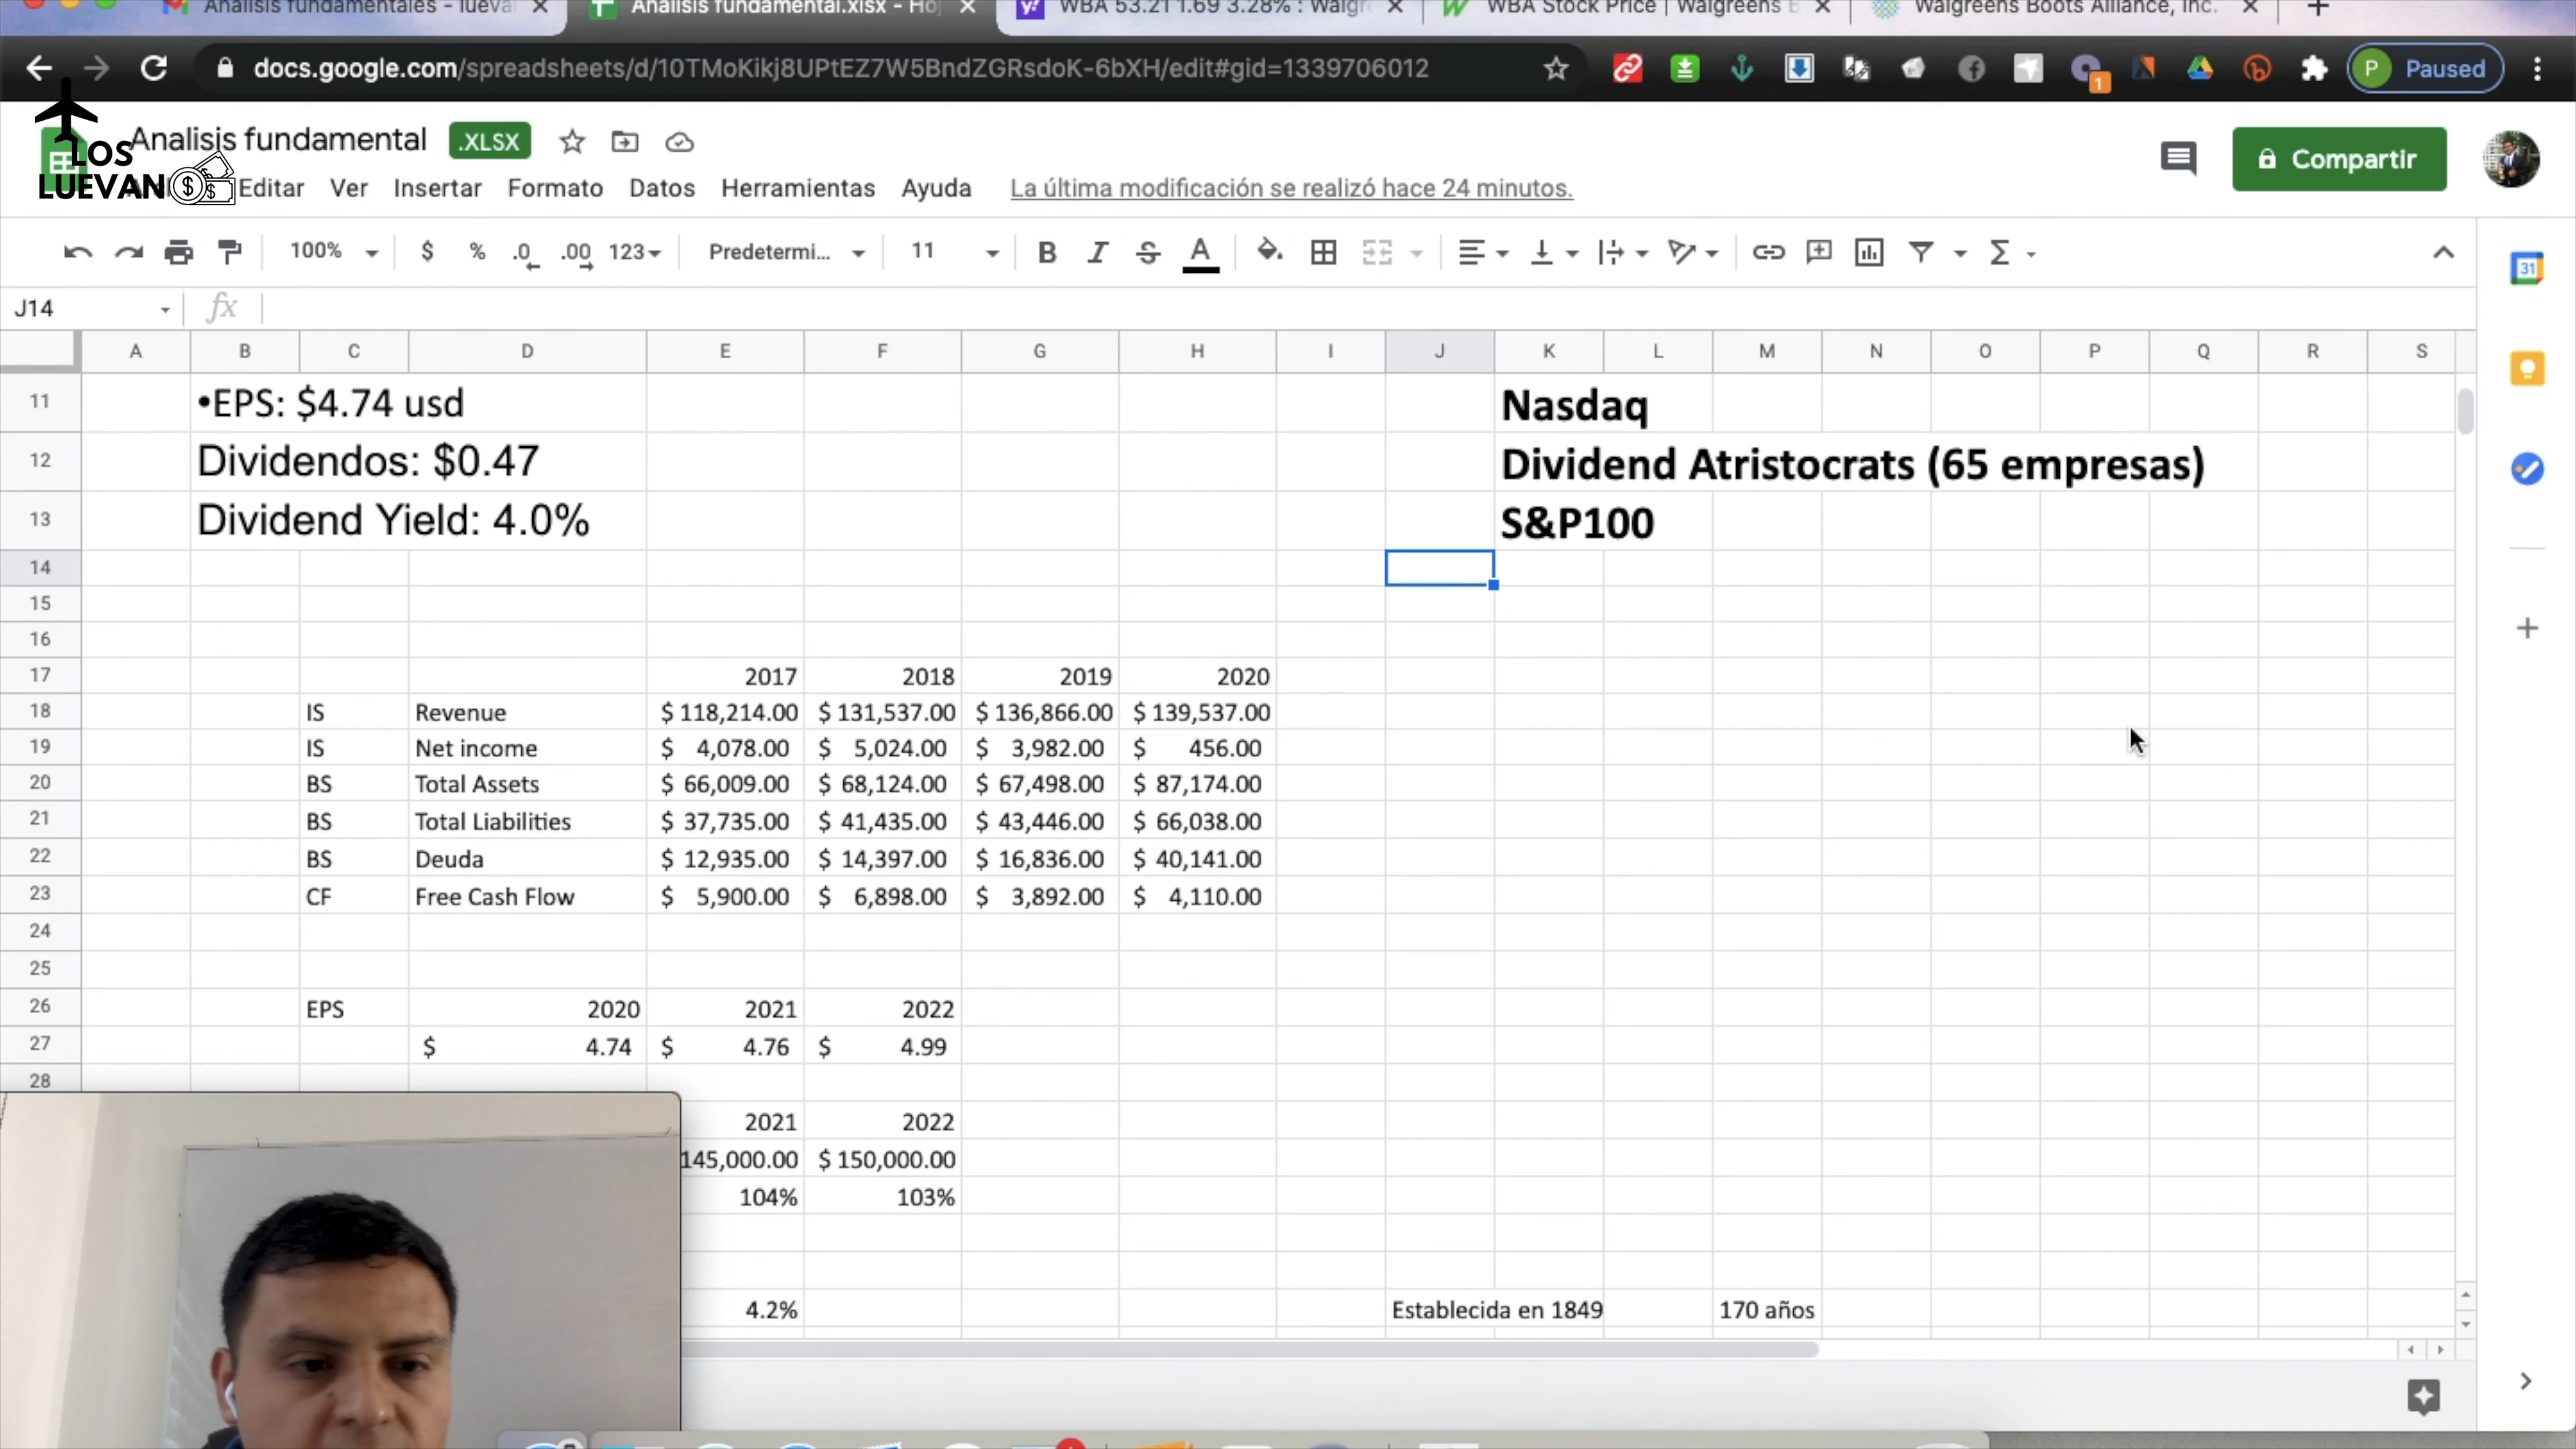 Analisis fundamentales - lueva
Analisis fundamental.xlsx - Hoj
WBA 53.21 1.69 3.28% : Walgr
WBA Stock Price | Walgreens B
Walgreens Boots Alliance, Inc.
docs.google.com/spreadsheets/d/10TMoKikj8UPtEZ7W5BndZGRsdoK-6bXH/edit#gid=1339706012
1
P Paused
Analisis fundamental .XLSX
LOS
LUEVANO
Editar Ver Insertar Formato Datos Herramientas Ayuda La última modificación se realizó hace 24 minutos.
Compartir
100% $ % .0 .00 123 Predetermi... 11 B I S A Σ
31
J14 fx
A B C D E F G H I J K L M N O P Q R S
11 •EPS: $4.74 usd Nasdaq
12 Dividendos: $0.47 Dividend Atristocrats (65 empresas)
13 Dividend Yield: 4.0% S&P100
14
15
16
17 2017 2018 2019 2020
18 IS Revenue $ 118,214.00 $ 131,537.00 $ 136,866.00 $ 139,537.00
19 IS Net income $ 4,078.00 $ 5,024.00 $ 3,982.00 $ 456.00
20 BS Total Assets $ 66,009.00 $ 68,124.00 $ 67,498.00 $ 87,174.00
21 BS Total Liabilities $ 37,735.00 $ 41,435.00 $ 43,446.00 $ 66,038.00
22 BS Deuda $ 12,935.00 $ 14,397.00 $ 16,836.00 $ 40,141.00
23 CF Free Cash Flow $ 5,900.00 $ 6,898.00 $ 3,892.00 $ 4,110.00
24
25
26 EPS 2020 2021 2022
27 $ 4.74 $ 4.76 $ 4.99
28
2021 2022
145,000.00 $ 150,000.00
104% 103%
4.2% Establecida en 1849 170 años